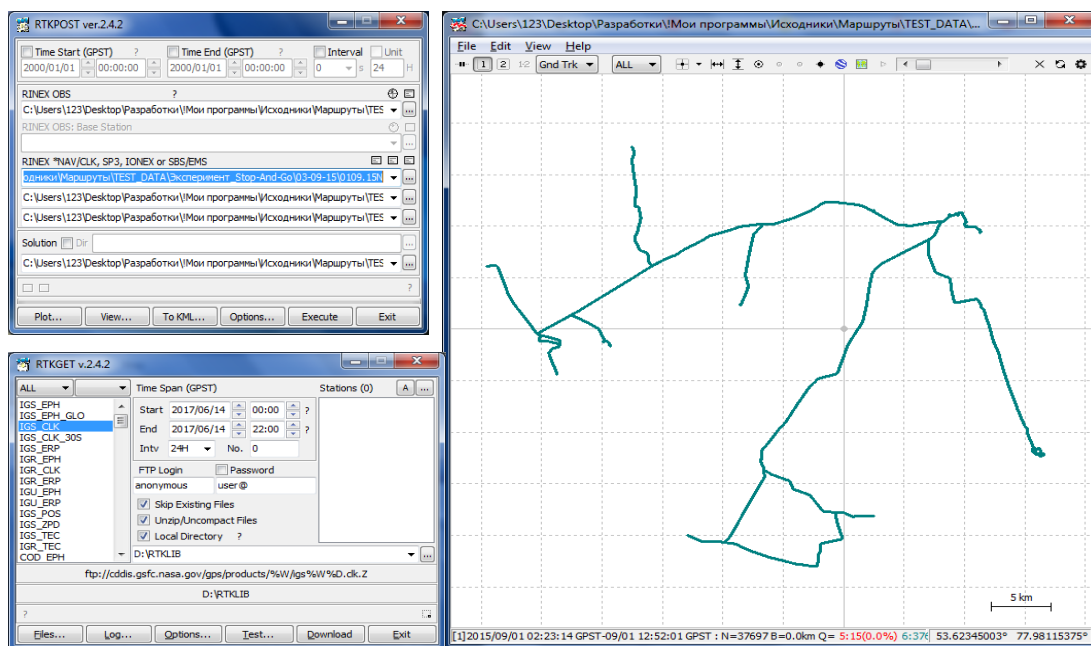 RTKPOST ver.2.4.2
Time Start (GPST) ? Time End (GPST) ? Interval Unit
2000/01/01 00:00:00 2000/01/01 00:00:00 0 s 24 H
RINEX OBS ?
C:\Users\123\Desktop\Разработки\!Мои программы\Исходники\Маршруты\TES
RINEX OBS: Base Station
RINEX *NAV/CLK, SP3, IONEX or SBS/EMS
одники\Маршруты\TEST_DATA\Эксперимент_Stop-And-Go\03-09-15\0109.15N
C:\Users\123\Desktop\Разработки\!Мои программы\Исходники\Маршруты\TES
C:\Users\123\Desktop\Разработки\!Мои программы\Исходники\Маршруты\TES
Solution Dir
C:\Users\123\Desktop\Разработки\!Мои программы\Исходники\Маршруты\TES
?
Plot... View... To KML... Options... Execute Exit
RTKGET v.2.4.2
ALL Time Span (GPST) Stations (0) A ...
IGS_EPH
IGS_EPH_GLO
IGS_CLK
IGS_CLK_30S
IGS_ERP
IGR_EPH
IGR_CLK
IGR_ERP
IGU_EPH
IGU_ERP
IGS_POS
IGS_ZPD
IGS_TEC
IGR_TEC
COD_EPH
Start 2017/06/14 00:00 ?
End 2017/06/14 22:00 ?
Intv 24H No. 0
FTP Login Password
anonymous user@
Skip Existing Files
Unzip/Uncompact Files
Local Directory ?
D:\RTKLIB
ftp://cddis.gsfc.nasa.gov/gps/products/%W/igs%W%D.clk.Z
D:\RTKLIB
?
Files... Log... Options... Test... Download Exit
C:\Users\123\Desktop\Разработки\!Мои программы\Исходники\Маршруты\TEST_DATA\...
File Edit View Help
1 2 1-2 Gnd Trk ALL
5 km
[1]2015/09/01 02:23:14 GPST-09/01 12:52:01 GPST : N=37697 B=0.0km Q= 5:15(0.0%) 6:376 53.62345003° 77.98115375°